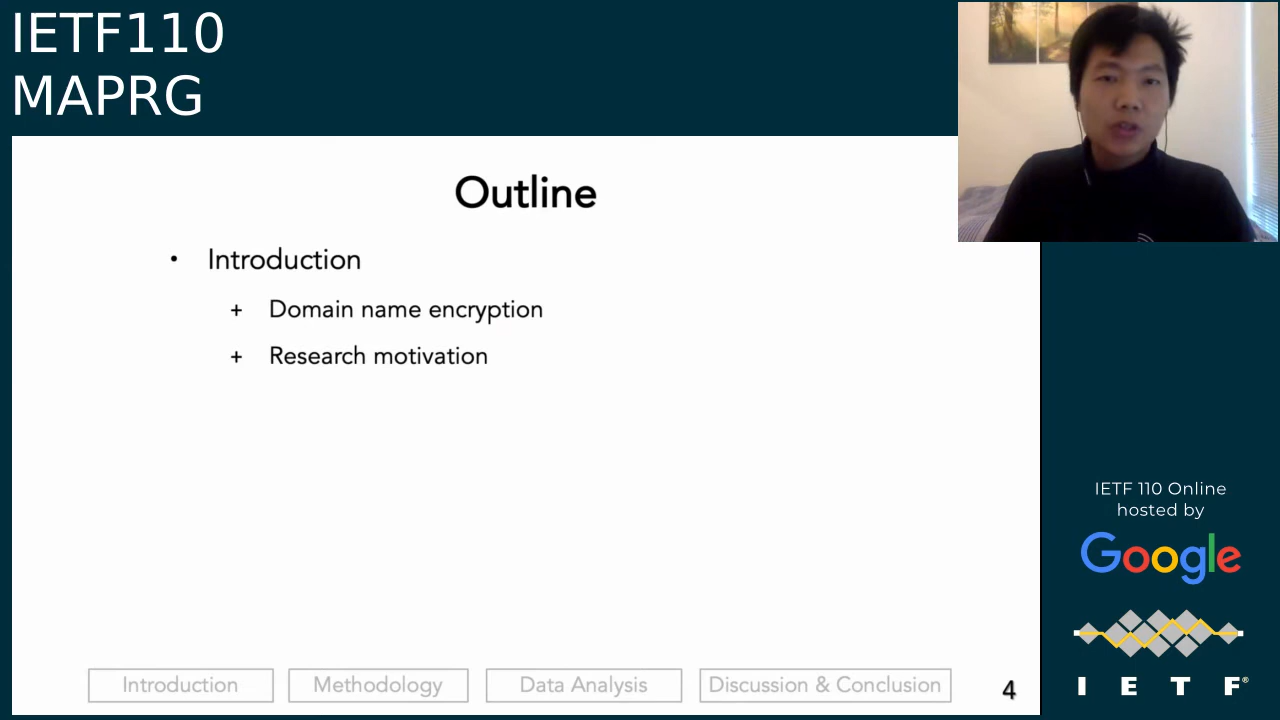 IETF110
MAPRG
Outline
• Introduction
+ Domain name encryption
+ Research motivation
Introduction
Methodology
Data Analysis
Discussion & Conclusion
4
IETF 110 Online
hosted by
Google
I E T F®